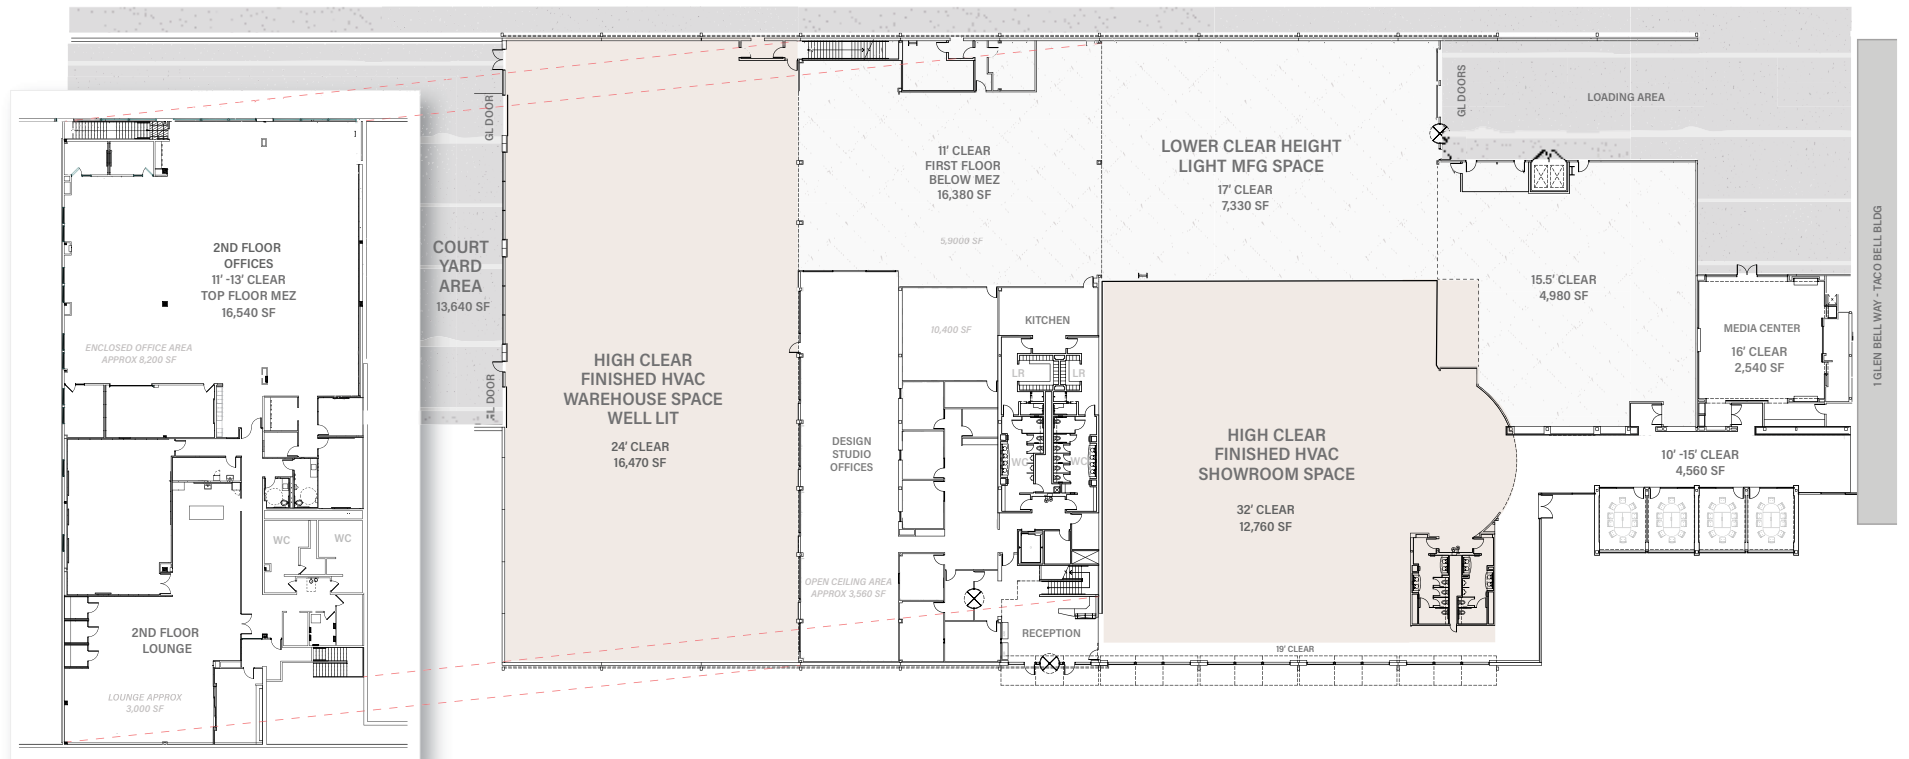 2ND FLOOR
OFFICES
11' -13' CLEAR
TOP FLOOR MEZ
16,540 SF
ENCLOSED OFFICE AREA
APPROX 8,200 SF
WC
WC
2ND FLOOR
LOUNGE
LOUNGE APPROX
3,000 SF
GL DOOR
COURT
YARD
AREA
13,640 SF
GL DOOR
HIGH CLEAR
FINISHED HVAC
WAREHOUSE SPACE
WELL LIT
24' CLEAR
16,470 SF
11' CLEAR
FIRST FLOOR
BELOW MEZ
16,380 SF
5,9000 SF
DESIGN
STUDIO
OFFICES
OPEN CEILING AREA
APPROX 3,560 SF
10,400 SF
KITCHEN
LR
LR
WC
WC
RECEPTION
LOWER CLEAR HEIGHT
LIGHT MFG SPACE
17' CLEAR
7,330 SF
HIGH CLEAR
FINISHED HVAC
SHOWROOM SPACE
32' CLEAR
12,760 SF
19' CLEAR
GL DOORS
LOADING AREA
15.5' CLEAR
4,980 SF
MEDIA CENTER
16' CLEAR
2,540 SF
10' -15' CLEAR
4,560 SF
1 GLEN BELL WAY - TACO BELL BLDG